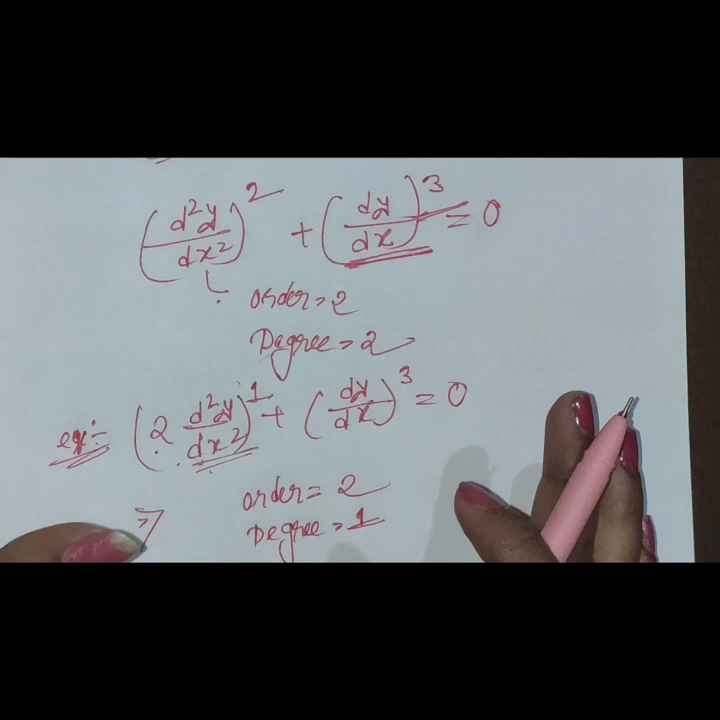 (d²y/dx²)² + (dy/dx)³ = 0
order = 2
Degree = 2
ex:- (2 d²y/dx²)¹ + (dy/dx)³ = 0
order = 2
Degree = 1